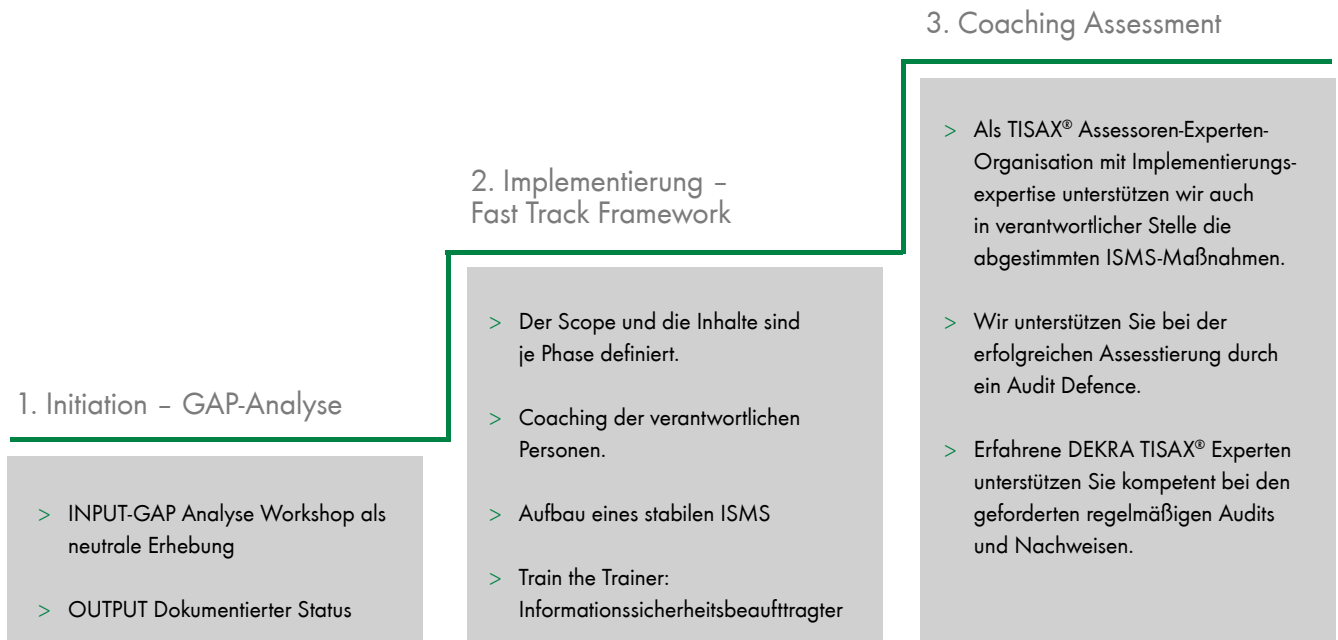 1. Initiation – GAP-Analyse
> INPUT-GAP Analyse Workshop als
neutrale Erhebung
> OUTPUT Dokumentierter Status
2. Implementierung –
Fast Track Framework
> Der Scope und die Inhalte sind
je Phase definiert.
> Coaching der verantwortlichen
Personen.
> Aufbau eines stabilen ISMS
> Train the Trainer:
Informationssicherheitsbeaufttragter
3. Coaching Assessment
> Als TISAX® Assessoren-Experten-
Organisation mit Implementierungs-
expertise unterstützen wir auch
in verantwortlicher Stelle die
abgestimmten ISMS-Maßnahmen.
> Wir unterstützen Sie bei der
erfolgreichen Assesstierung durch
ein Audit Defence.
> Erfahrene DEKRA TISAX® Experten
unterstützen Sie kompetent bei den
geforderten regelmäßigen Audits
und Nachweisen.